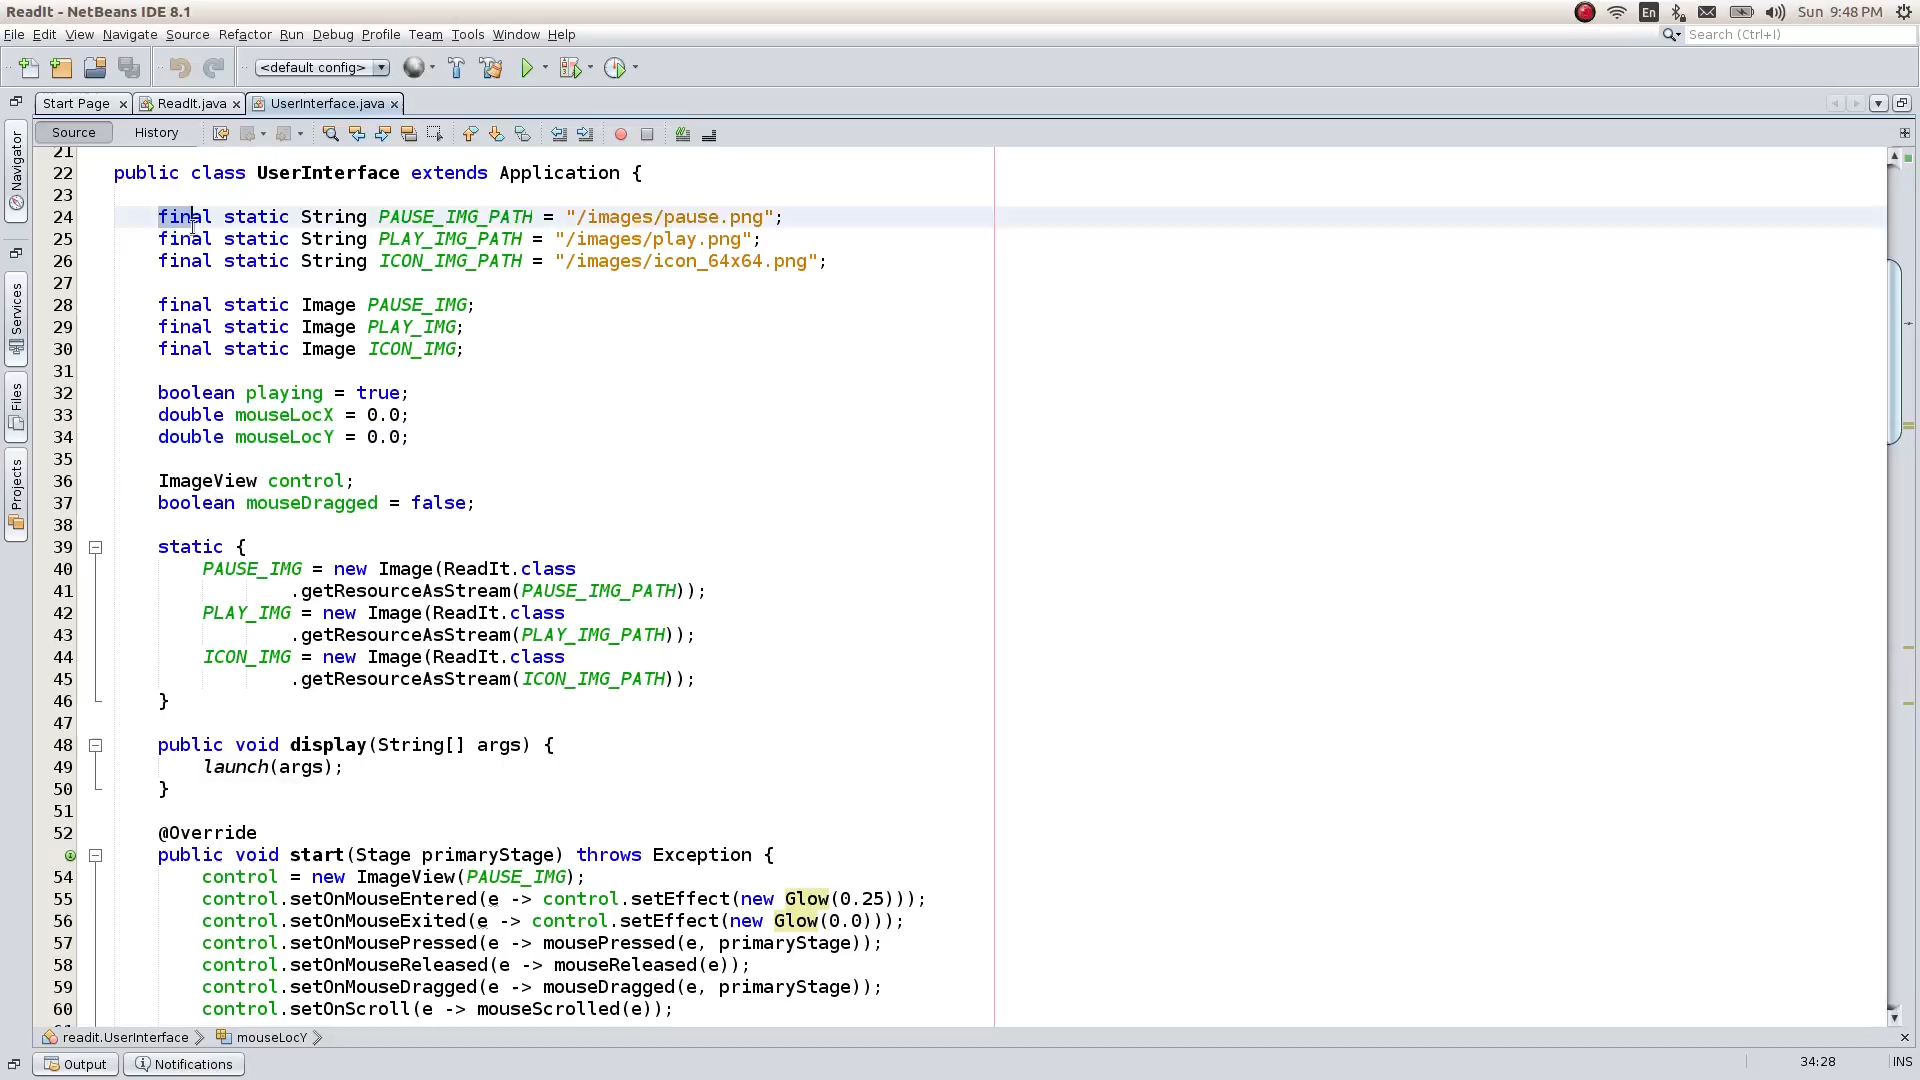 ReadIt - NetBeans IDE 8.1
En
Sun 9:48 PM
File Edit View Navigate Source Refactor Run Debug Profile Team Tools Window Help
Search (Ctrl+I)
<default config>
Start Page
ReadIt.java
UserInterface.java
Source History
Navigator
Services
Files
Projects
21
22 public class UserInterface extends Application {
23
24 final static String PAUSE_IMG_PATH = "/images/pause.png";
25 final static String PLAY_IMG_PATH = "/images/play.png";
26 final static String ICON_IMG_PATH = "/images/icon_64x64.png";
27
28 final static Image PAUSE_IMG;
29 final static Image PLAY_IMG;
30 final static Image ICON_IMG;
31
32 boolean playing = true;
33 double mouseLocX = 0.0;
34 double mouseLocY = 0.0;
35
36 ImageView control;
37 boolean mouseDragged = false;
38
39 static {
40 PAUSE_IMG = new Image(ReadIt.class
41 .getResourceAsStream(PAUSE_IMG_PATH));
42 PLAY_IMG = new Image(ReadIt.class
43 .getResourceAsStream(PLAY_IMG_PATH));
44 ICON_IMG = new Image(ReadIt.class
45 .getResourceAsStream(ICON_IMG_PATH));
46 }
47
48 public void display(String[] args) {
49 launch(args);
50 }
51
52 @Override
public void start(Stage primaryStage) throws Exception {
54 control = new ImageView(PAUSE_IMG);
55 control.setOnMouseEntered(e -> control.setEffect(new Glow(0.25)));
56 control.setOnMouseExited(e -> control.setEffect(new Glow(0.0)));
57 control.setOnMousePressed(e -> mousePressed(e, primaryStage));
58 control.setOnMouseReleased(e -> mouseReleased(e));
59 control.setOnMouseDragged(e -> mouseDragged(e, primaryStage));
60 control.setOnScroll(e -> mouseScrolled(e));
readit.UserInterface mouseLocY
Output Notifications
34:28 INS